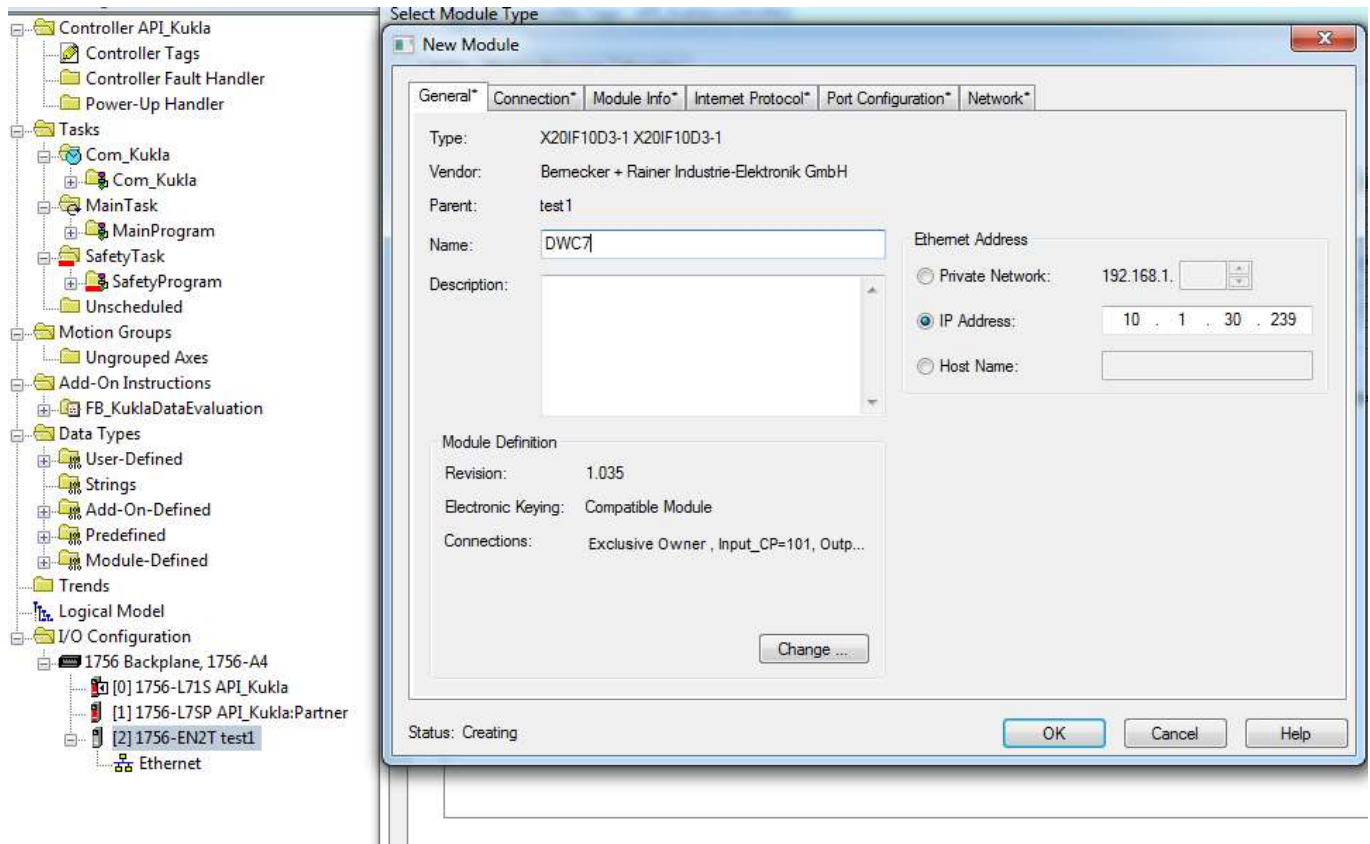 Controller API_Kukla
Controller Tags
Controller Fault Handler
Power-Up Handler
Tasks
Com_Kukla
Com_Kukla
MainTask
MainProgram
SafetyTask
SafetyProgram
Unscheduled
Motion Groups
Ungrouped Axes
Add-On Instructions
FB_KuklaDataEvaluation
Data Types
User-Defined
Strings
Add-On-Defined
Predefined
Module-Defined
Trends
Logical Model
I/O Configuration
1756 Backplane, 1756-A4
[0] 1756-L71S API_Kukla
[1] 1756-L7SP API_Kukla:Partner
[2] 1756-EN2T test1
Ethernet
Select Module Type
New Module
General* Connection* Module Info* Internet Protocol* Port Configuration* Network*
Type: X20IF10D3-1 X20IF10D3-1
Vendor: Bernecker + Rainer Industrie-Elektronik GmbH
Parent: test1
Name: DWC7
Description:
Ethernet Address
Private Network: 192.168.1.
IP Address: 10 . 1 . 30 . 239
Host Name:
Module Definition
Revision: 1.035
Electronic Keying: Compatible Module
Connections: Exclusive Owner , Input_CP=101, Outp...
Change ...
Status: Creating
OK Cancel Help